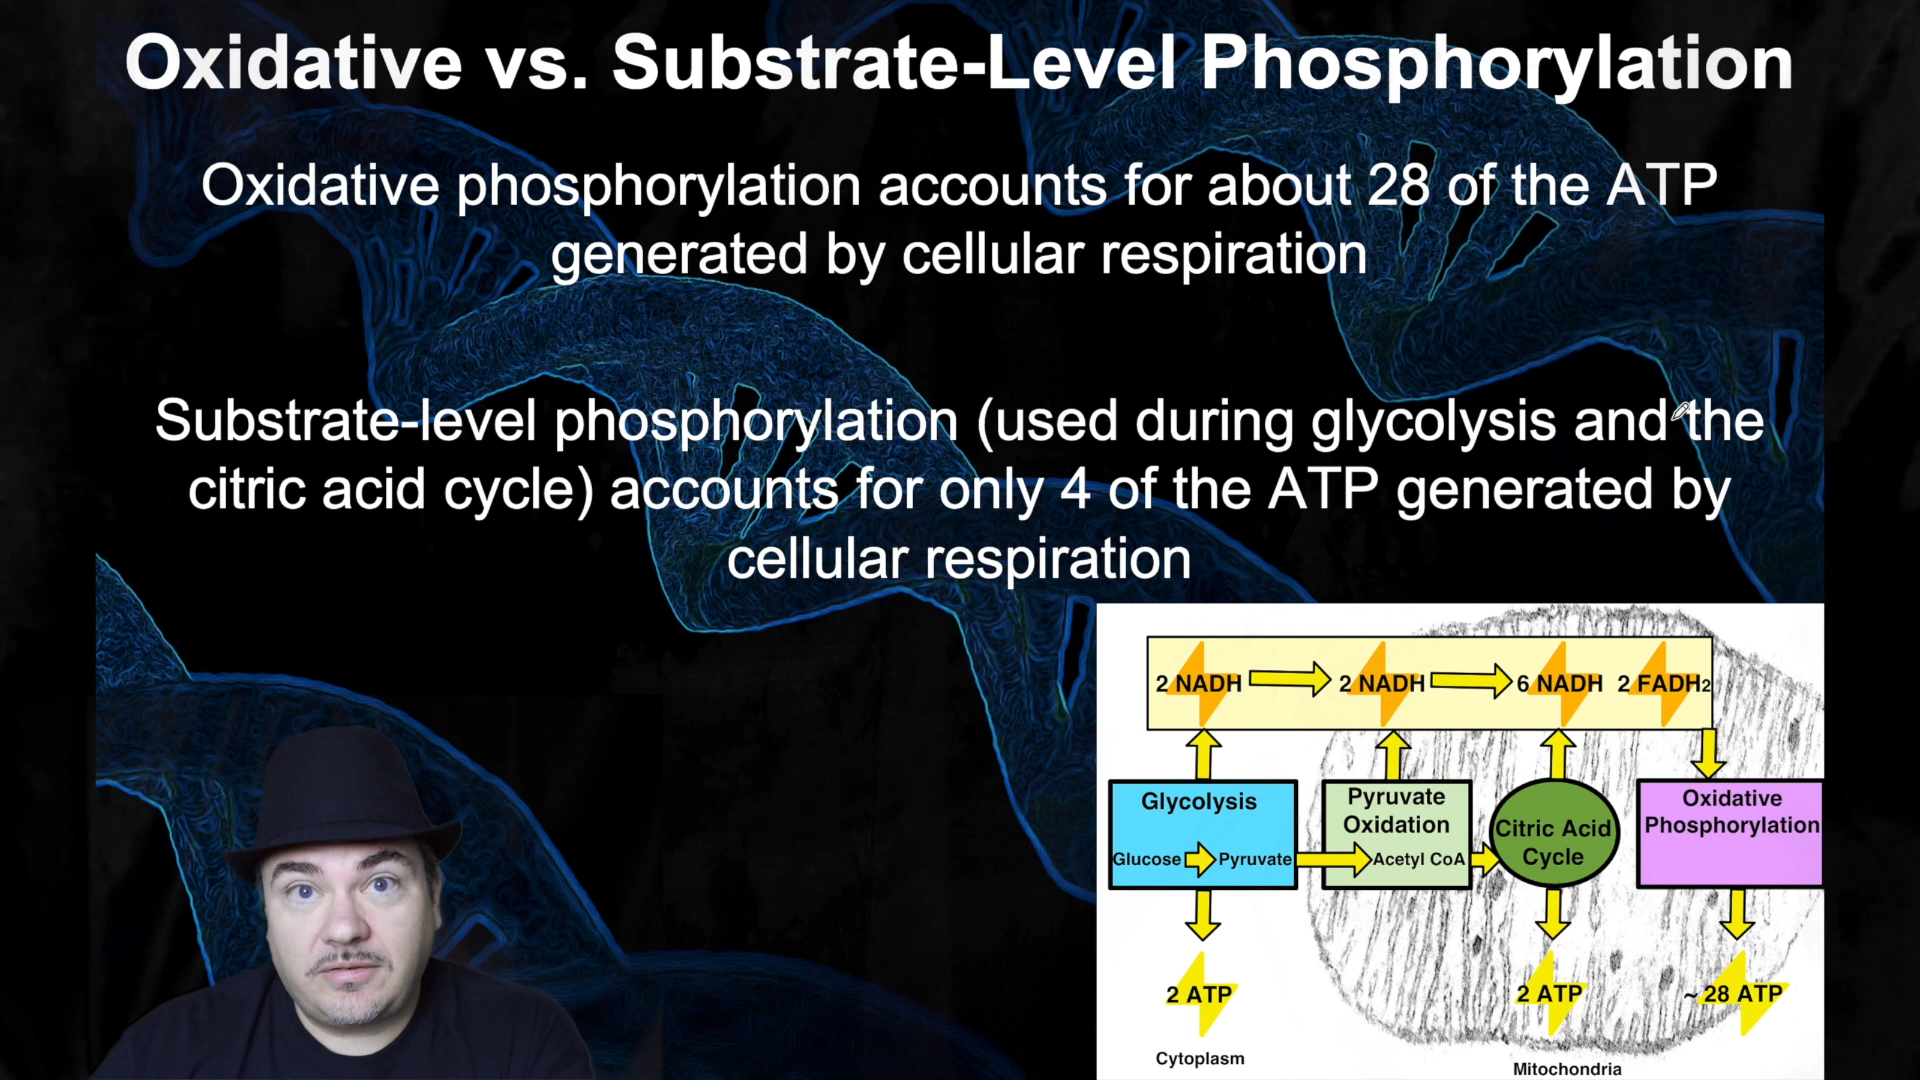 Oxidative vs. Substrate-Level Phosphorylation
Oxidative phosphorylation accounts for about 28 of the ATP
generated by cellular respiration
Substrate-level phosphorylation (used during glycolysis and the
citric acid cycle) accounts for only 4 of the ATP generated by
cellular respiration
2 NADH
2 NADH
6 NADH 2 FADH₂
Glycolysis
Glucose Pyruvate
Pyruvate
Oxidation
Acetyl CoA
Citric Acid
Cycle
Oxidative
Phosphorylation
2 ATP
2 ATP
~ 28 ATP
Cytoplasm
Mitochondria